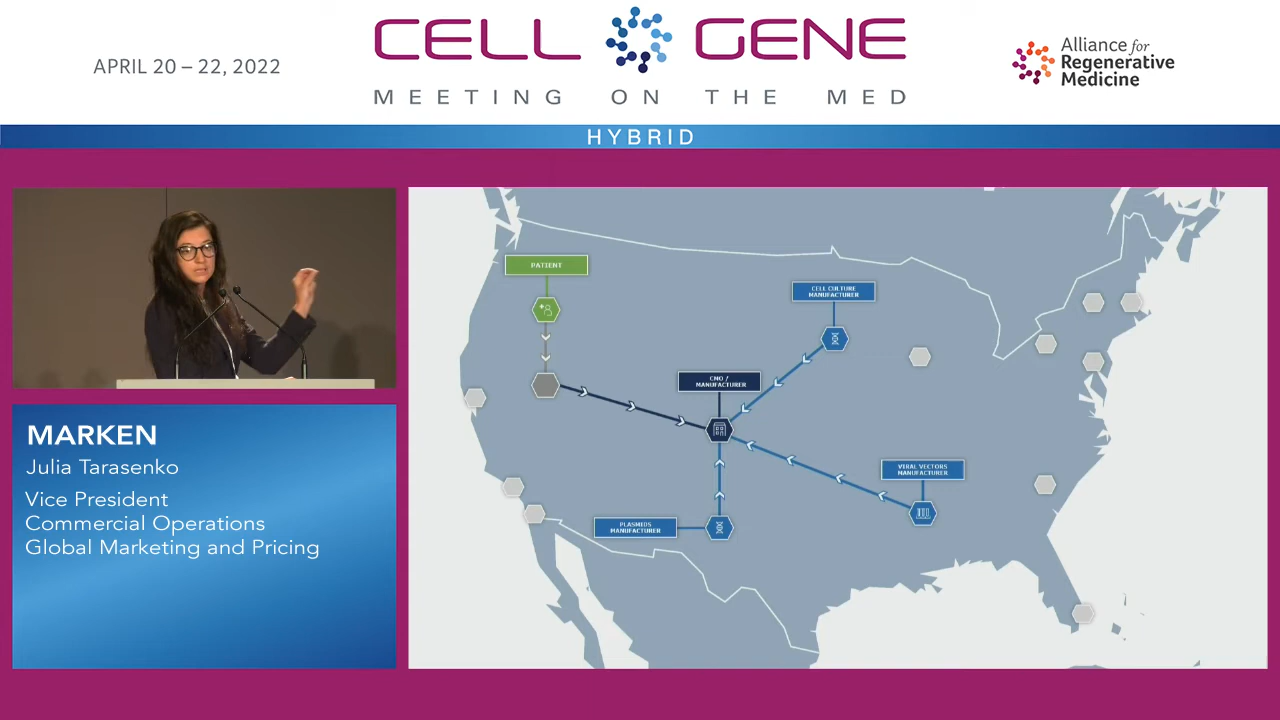 CELL GENE
MEETING ON THE MED
APRIL 20 – 22, 2022
Alliance for
Regenerative
Medicine
HYBRID
MARKEN
Julia Tarasenko
Vice President
Commercial Operations
Global Marketing and Pricing
PATIENT
CELL CULTURE
MANUFACTURER
CMO /
MANUFACTURER
VIRAL VECTORS
MANUFACTURER
PLASMIDS
MANUFACTURER